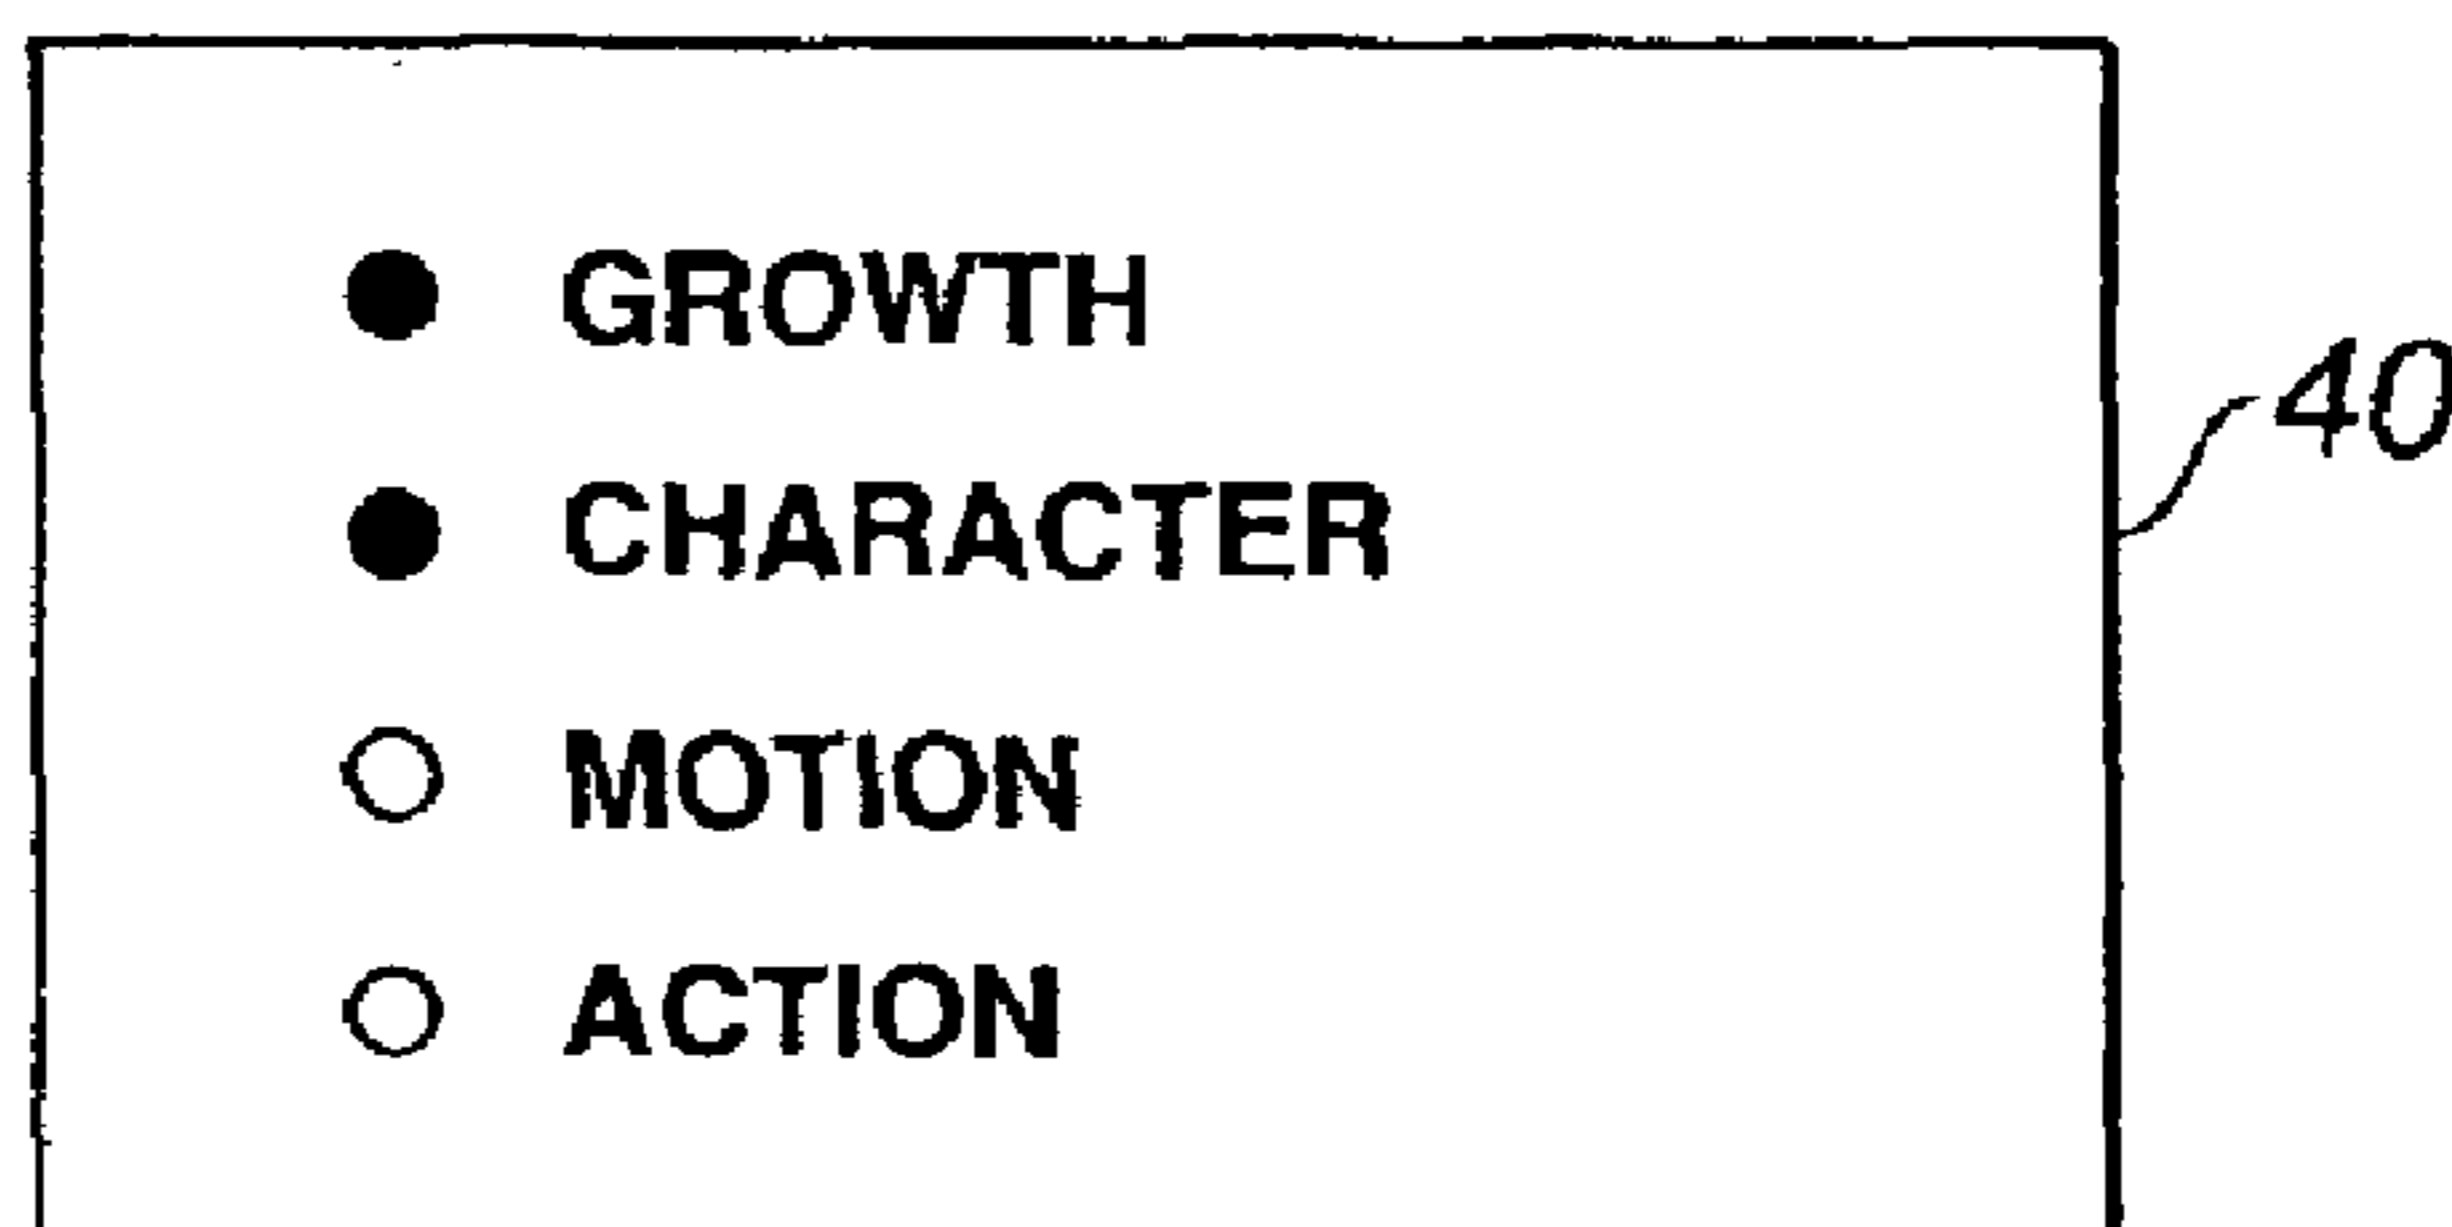 ● GROWTH
40
● CHARACTER
○ MOTION
○ ACTION